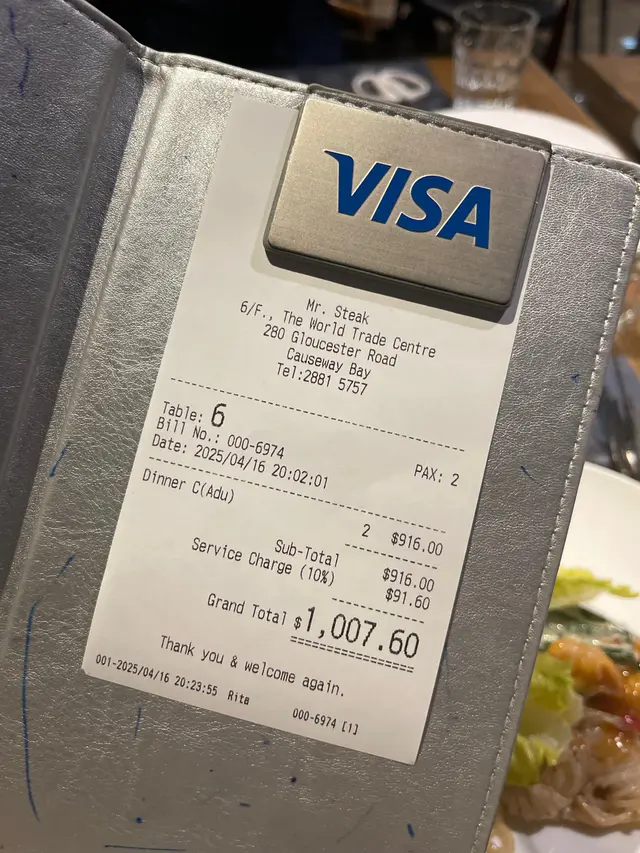 VISA
Mr. Steak
6/F., The World Trade Centre
280 Gloucester Road
Causeway Bay
Tel:2881 5757
Table: 6
Bill No.: 000-6974 PAX: 2
Date: 2025/04/16 20:02:01
Dinner C(Adu) 2 $916.00
Sub-Total $916.00
Service Charge (10%) $91.60
Grand Total $1,007.60
Thank you & welcome again.
001-2025/04/16 20:23:55 Rita 000-6974 [1]